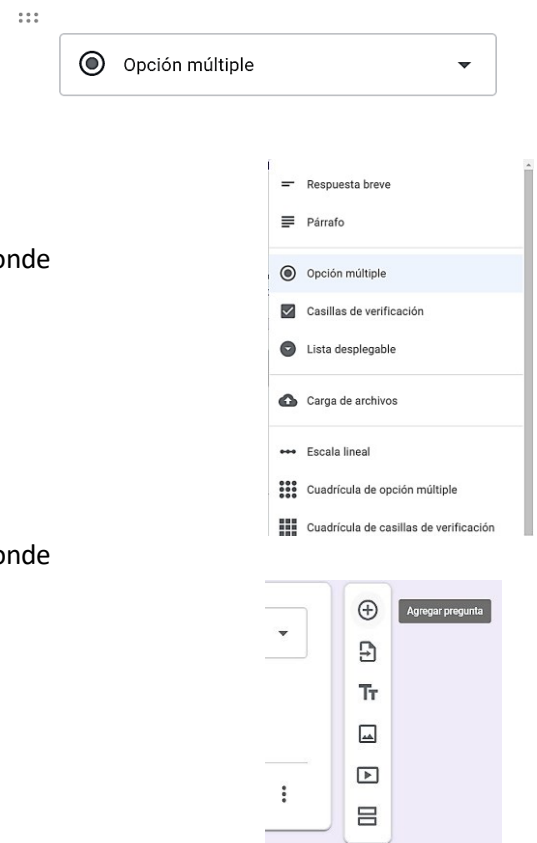 Opción múltiple
Respuesta breve
Párrafo
onde
Opción múltiple
Casillas de verificación
Lista desplegable
Carga de archivos
Escala lineal
Cuadrícula de opción múltiple
Cuadrícula de casillas de verificación
onde
Agregar pregunta
Tt